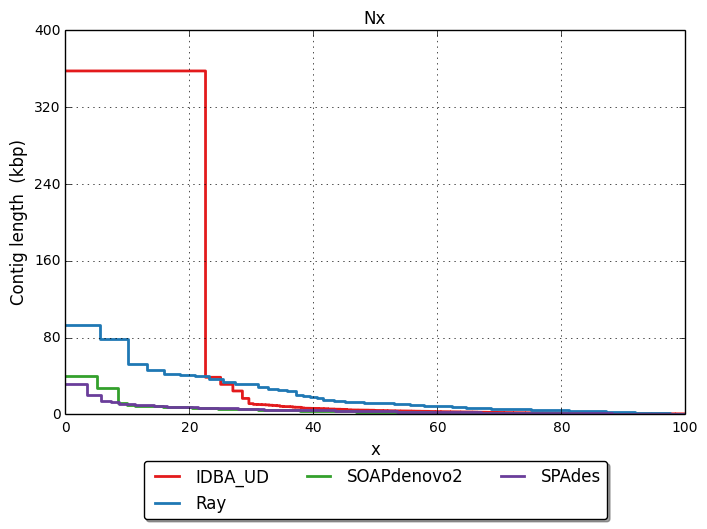 Nx
400
320
240
160
80
0
Contig length (kbp)
0 20 40 60 80 100
x
IDBA_UD SOAPdenovo2 SPAdes
Ray